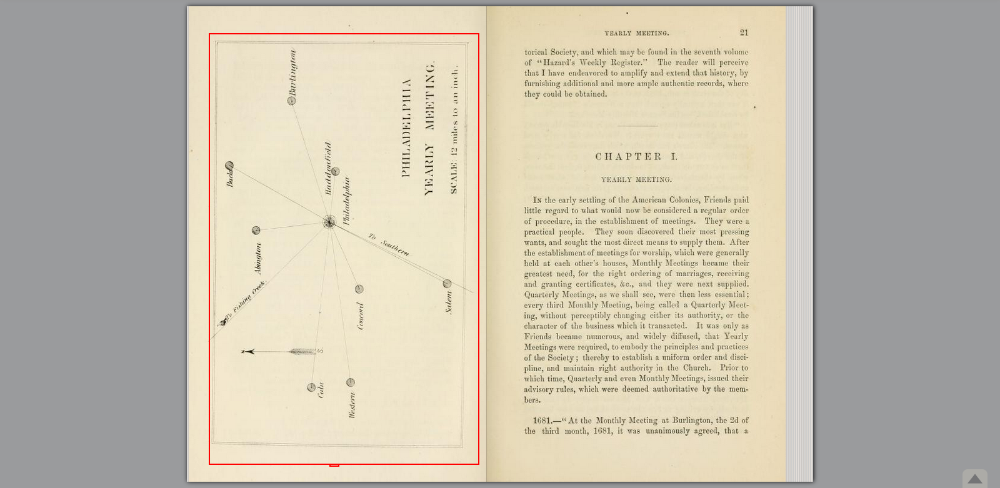 PHILADELPHIA
YEARLY MEETING.
SCALE: 12 miles to an inch.
Burlington
Bucks
Haddonfield
Philadelphia
Abington
To Southern
To Fishing Creek
Salem
Concord
N
S.
Caln
Western
YEARLY MEETING.
21
torical Society, and which may be found in the seventh volume
of "Hazard's Weekly Register." The reader will perceive
that I have endeavored to amplify and extend that history, by
furnishing additional and more ample authentic records, where
they could be obtained.
CHAPTER I.
YEARLY MEETING.
In the early settling of the American Colonies, Friends paid
little regard to what would now be considered a regular order
of procedure, in the establishment of meetings. They were a
practical people. They soon discovered their most pressing
wants, and sought the most direct means to supply them. After
the establishment of meetings for worship, which were generally
held at each other's houses, Monthly Meetings became their
greatest need, for the right ordering of marriages, receiving
and granting certificates, &c., and they were next supplied.
Quarterly Meetings, as we shall see, were then less essential:
every third Monthly Meeting, being called a Quarterly Meet-
ing, without perceptibly changing either its authority, or the
character of the business which it transacted. It was only as
Friends became numerous, and widely diffused, that Yearly
Meetings were required, to embody the principles and practices
of the Society; thereby to establish a uniform order and disci-
pline, and maintain right authority in the Church. Prior to
which time, Quarterly and even Monthly Meetings, issued their
advisory rules, which were deemed authoritative by the mem-
bers.
1681.—"At the Monthly Meeting at Burlington, the 2d of
the third month, 1681, it was unanimously agreed, that a